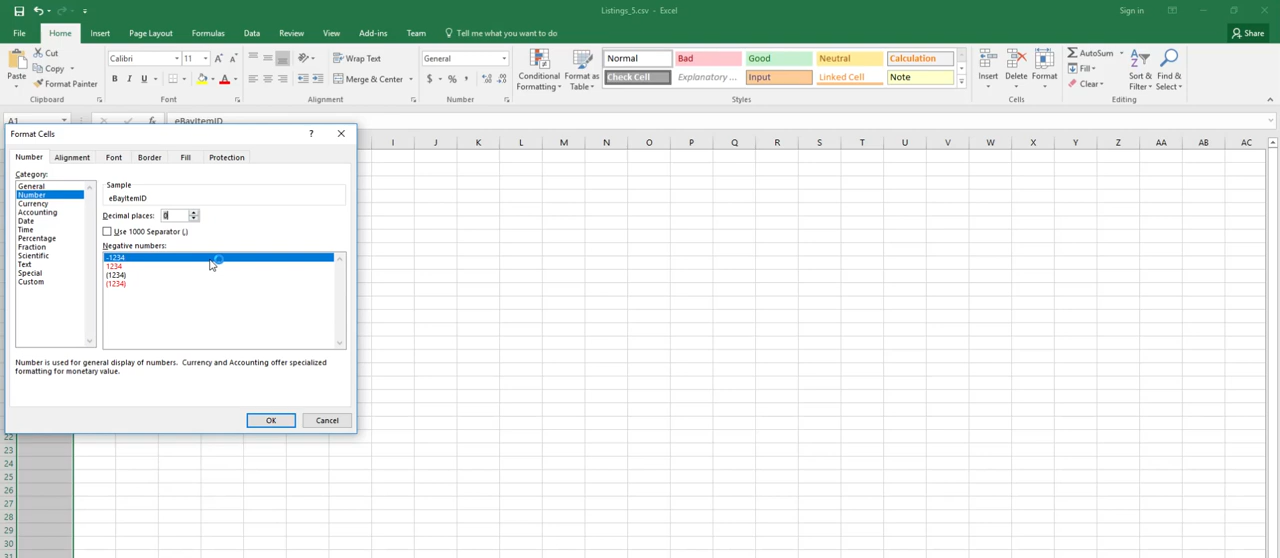 Listings_5.csv - Excel
Sign in
File Home Insert Page Layout Formulas Data Review View Add-ins Team Tell me what you want to do Share
Paste
Cut
Copy
Format Painter
Clipboard
Calibri 11
B I U
Font
Wrap Text
Merge & Center
Alignment
General
$ % ,
Number
Conditional Formatting
Format as Table
Normal Bad Good Neutral Calculation
Check Cell Explanatory ... Input Linked Cell Note
Styles
Insert Delete Format
Cells
AutoSum
Fill
Clear
Sort & Filter
Find & Select
Editing
A1 fx eBayItemID
I J K L M N O P Q R S T U V W X Y Z AA AB AC
Format Cells ?
Number Alignment Font Border Fill Protection
Category:
General
Number
Currency
Accounting
Date
Time
Percentage
Fraction
Scientific
Text
Special
Custom
Sample
eBayItemID
Decimal places: 0
Use 1000 Separator (,)
Negative numbers:
-1234
1234
(1234)
(1234)
Number is used for general display of numbers. Currency and Accounting offer specialized
formatting for monetary value.
OK Cancel
22
23
24
25
26
27
28
29
30
31